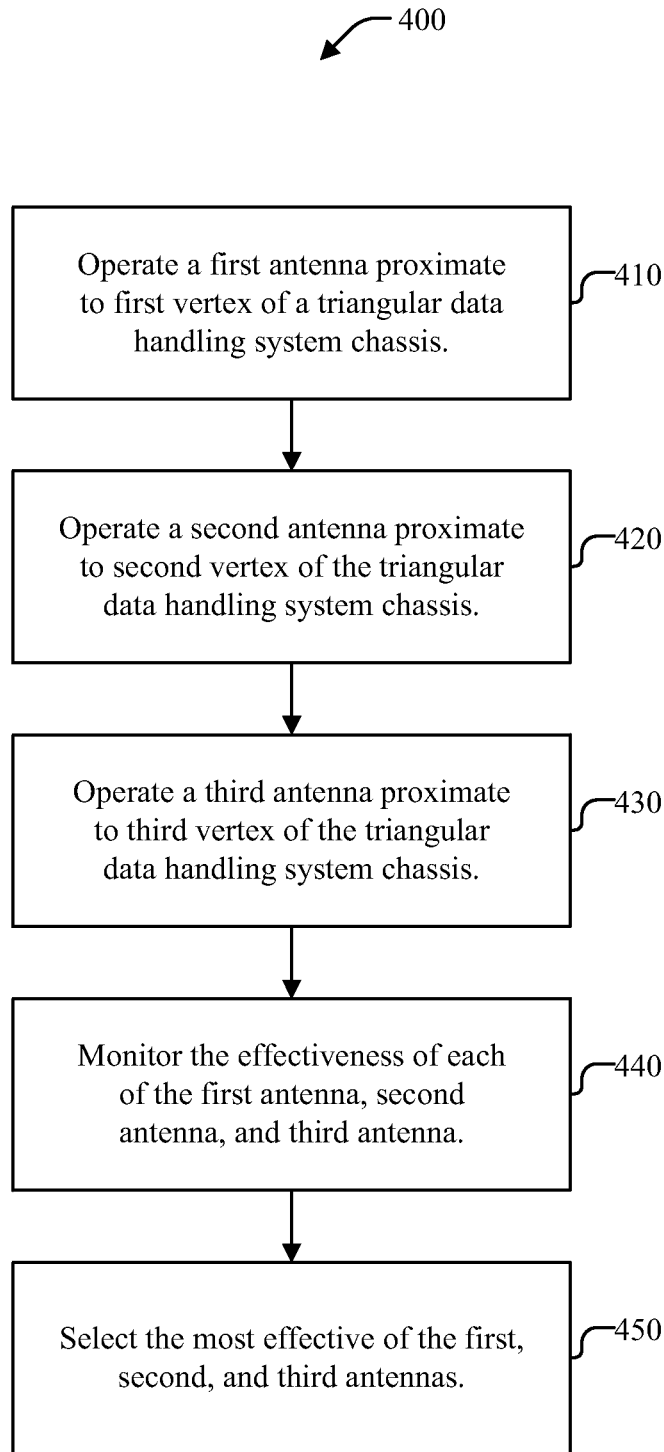 400
Operate a first antenna proximate
to first vertex of a triangular data
handling system chassis.
410
Operate a second antenna proximate
to second vertex of the triangular
data handling system chassis.
420
Operate a third antenna proximate
to third vertex of the triangular
data handling system chassis.
430
Monitor the effectiveness of each
of the first antenna, second
antenna, and third antenna.
440
Select the most effective of the first,
second, and third antennas.
450